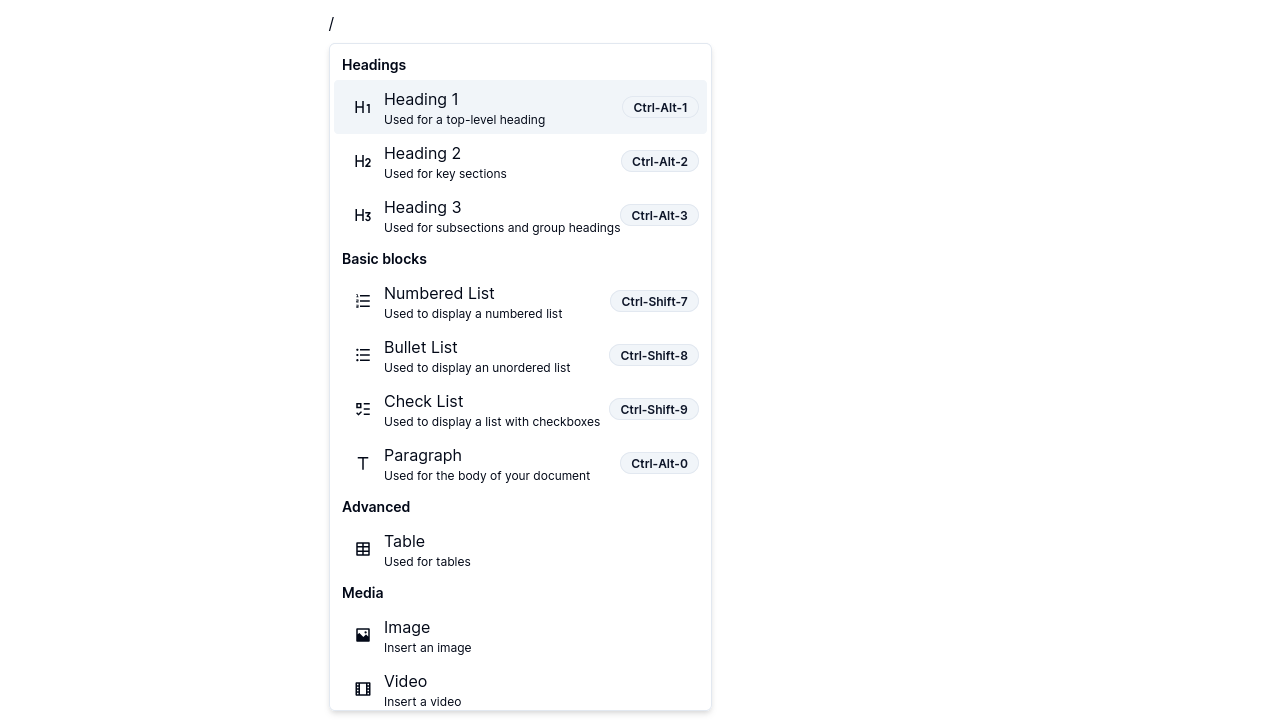 /
Headings
H1 Heading 1 Ctrl-Alt-1
Used for a top-level heading
H2 Heading 2 Ctrl-Alt-2
Used for key sections
H3 Heading 3 Ctrl-Alt-3
Used for subsections and group headings
Basic blocks
Numbered List Ctrl-Shift-7
Used to display a numbered list
Bullet List Ctrl-Shift-8
Used to display an unordered list
Check List Ctrl-Shift-9
Used to display a list with checkboxes
T Paragraph Ctrl-Alt-0
Used for the body of your document
Advanced
Table
Used for tables
Media
Image
Insert an image
Video
Insert a video